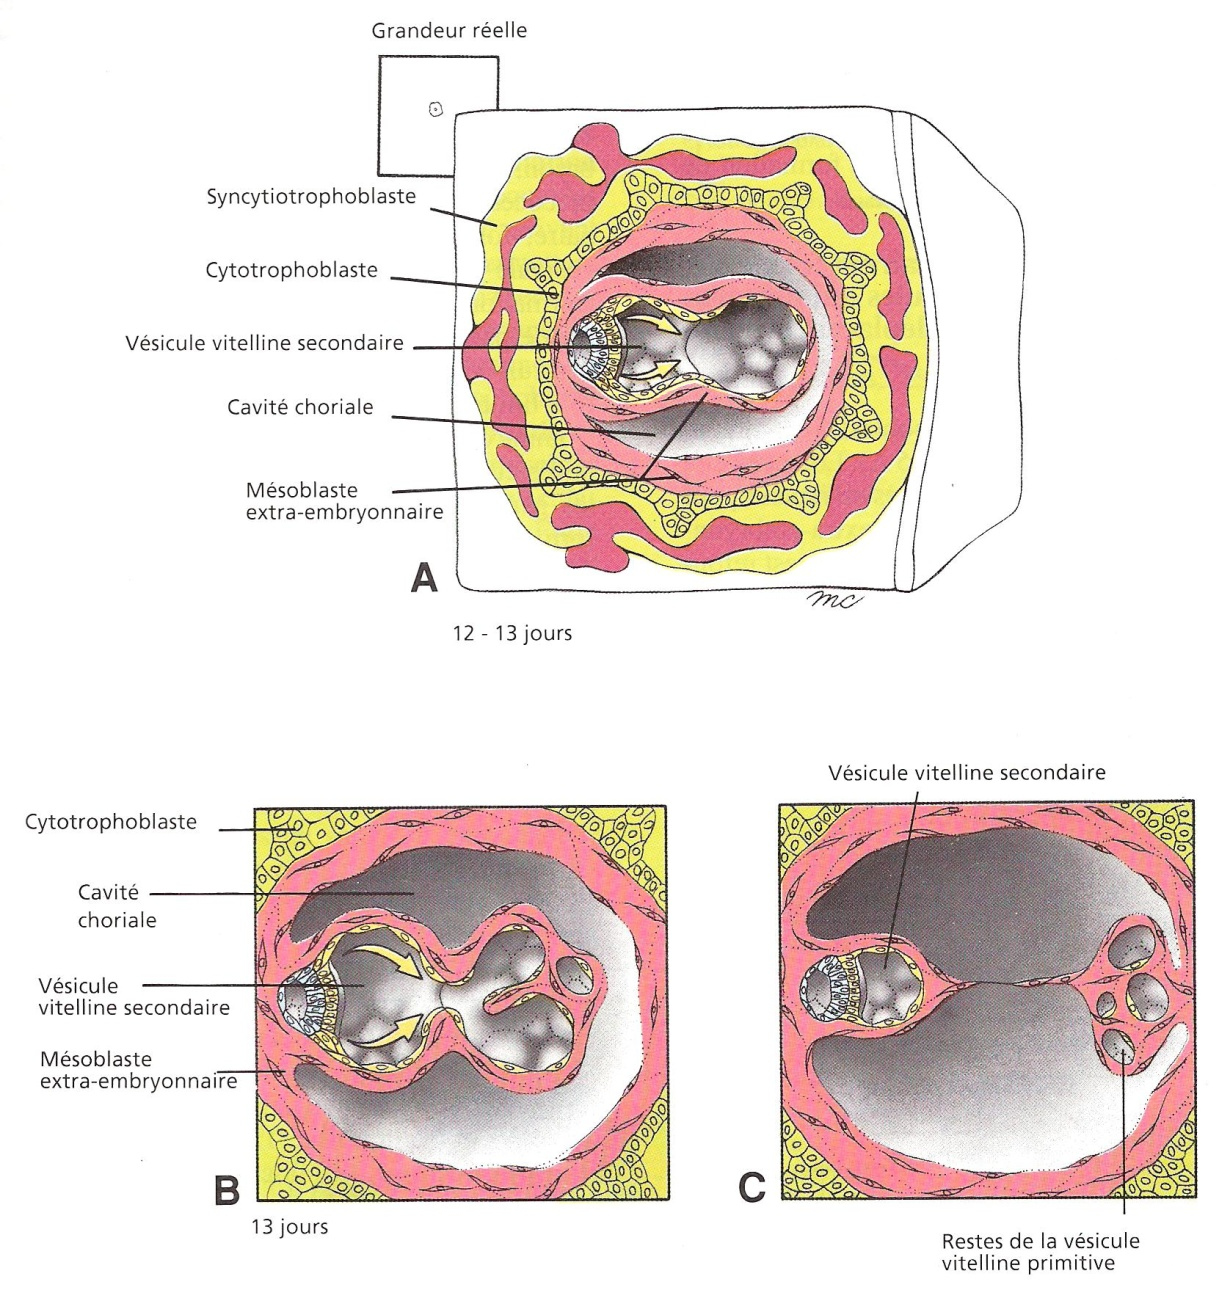 Grandeur réelle
Syncytiotrophoblaste
Cytotrophoblaste
Vésicule vitelline secondaire
Cavité choriale
Mésoblaste
extra-embryonnaire
A
mc
12 - 13 jours
Vésicule vitelline secondaire
Cytotrophoblaste
Cavité
choriale
Vésicule
vitelline secondaire
Mésoblaste
extra-embryonnaire
B
13 jours
C
Restes de la vésicule
vitelline primitive